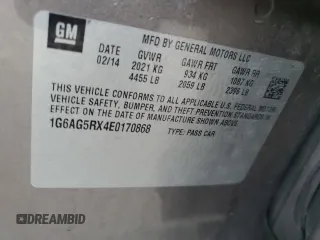 GM
MFD BY GENERAL MOTORS LLC
DATE GVWR GAWR FRT GAWR RR
02/14 2021 KG 934 KG 1087 KG
4455 LB 2059 LB 2396 LB
THIS VEHICLE CONFORMS TO ALL APPLICABLE U.S. FEDERAL MOTOR
VEHICLE SAFETY, BUMPER, AND THEFT PREVENTION STANDARDS IN
EFFECT ON THE DATE OF MANUFACTURE SHOWN ABOVE.
1G6AG5RX4E0170868 TYPE: PASS CAR
DREAMBID